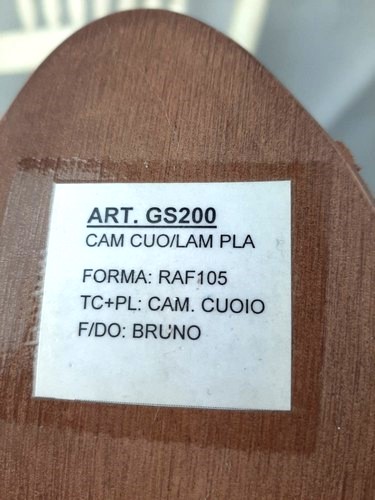 ART. GS200
CAM CUO/LAM PLA
FORMA: RAF105
TC+PL: CAM. CUOIO
F/DO: BRUNO